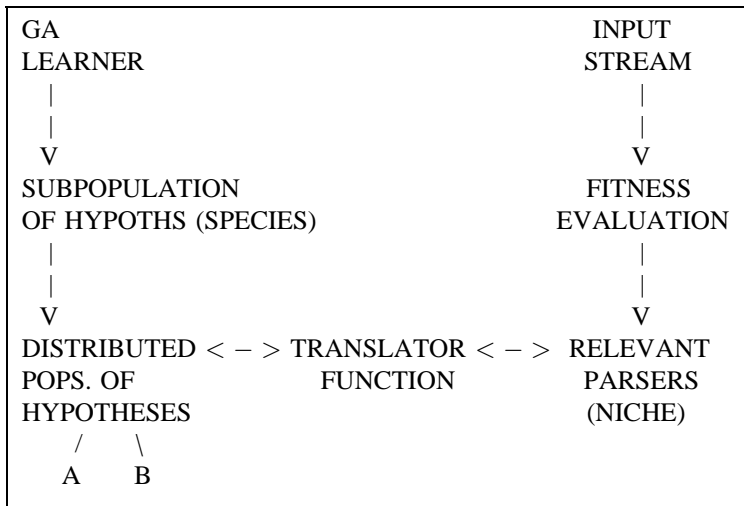 GA INPUT
LEARNER STREAM
| |
| |
V V
SUBPOPULATION FITNESS
OF HYPOTHS (SPECIES) EVALUATION
| |
| |
V V
DISTRIBUTED < − > TRANSLATOR < − > RELEVANT
POPS. OF FUNCTION PARSERS
HYPOTHESES (NICHE)
/ \
A B